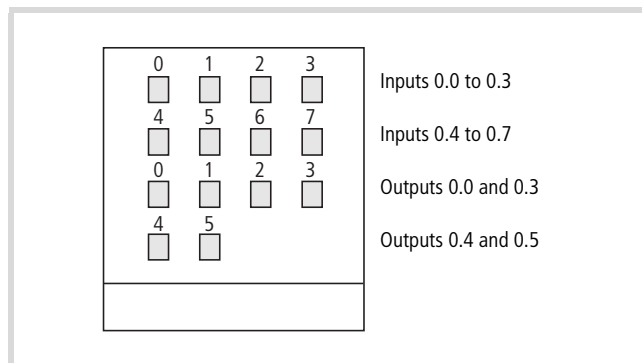 0 1 2 3 Inputs 0.0 to 0.3
4 5 6 7 Inputs 0.4 to 0.7
0 1 2 3 Outputs 0.0 and 0.3
4 5 Outputs 0.4 and 0.5